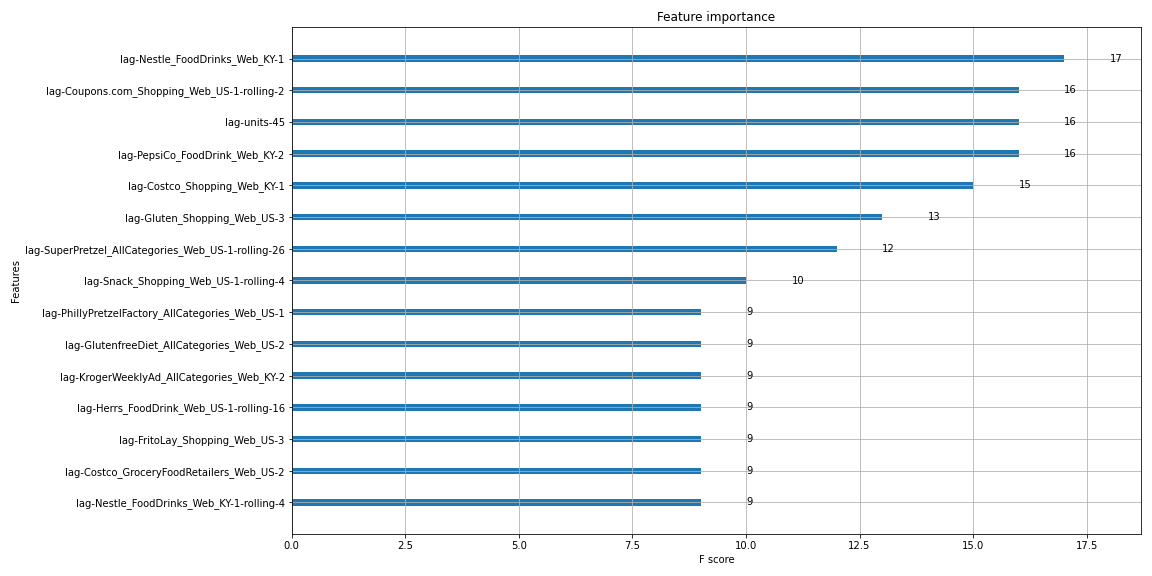 Feature importance
Features
lag-Nestle_FoodDrinks_Web_KY-1 17
lag-Coupons.com_Shopping_Web_US-1-rolling-2 16
lag-units-45 16
lag-PepsiCo_FoodDrink_Web_KY-2 16
lag-Costco_Shopping_Web_KY-1 15
lag-Gluten_Shopping_Web_US-3 13
lag-SuperPretzel_AllCategories_Web_US-1-rolling-26 12
lag-Snack_Shopping_Web_US-1-rolling-4 10
lag-PhillyPretzelFactory_AllCategories_Web_US-1 9
lag-GlutenfreeDiet_AllCategories_Web_US-2 9
lag-KrogerWeeklyAd_AllCategories_Web_KY-2 9
lag-Herrs_FoodDrink_Web_US-1-rolling-16 9
lag-FritoLay_Shopping_Web_US-3 9
lag-Costco_GroceryFoodRetailers_Web_US-2 9
lag-Nestle_FoodDrinks_Web_KY-1-rolling-4 9
0.0 2.5 5.0 7.5 10.0 12.5 15.0 17.5
F score